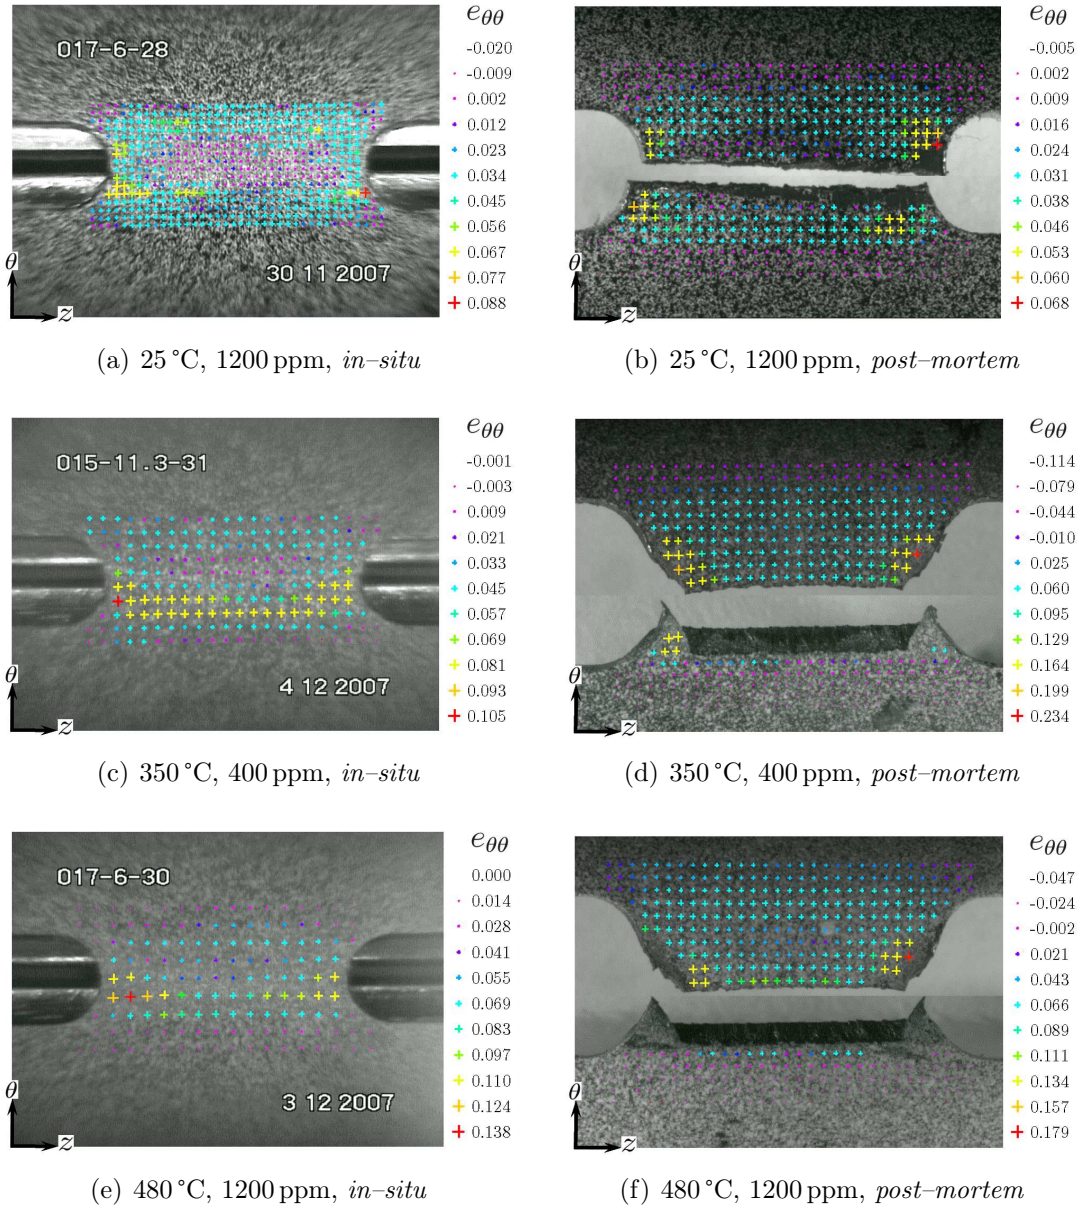 e_θθ
017-6-28
-0.020
-0.009
0.002
0.012
0.023
0.034
0.045
0.056
0.067
0.077
0.088
30 11 2007
θ
z
(a) 25 °C, 1200 ppm, in–situ
e_θθ
-0.005
0.002
0.009
0.016
0.024
0.031
0.038
0.046
0.053
0.060
0.068
θ
z
(b) 25 °C, 1200 ppm, post–mortem
e_θθ
015-11.3-31
-0.001
-0.003
0.009
0.021
0.033
0.045
0.057
0.069
0.081
0.093
0.105
4 12 2007
θ
z
(c) 350 °C, 400 ppm, in–situ
e_θθ
-0.114
-0.079
-0.044
-0.010
0.025
0.060
0.095
0.129
0.164
0.199
0.234
θ
z
(d) 350 °C, 400 ppm, post–mortem
e_θθ
017-6-30
0.000
0.014
0.028
0.041
0.055
0.069
0.083
0.097
0.110
0.124
0.138
3 12 2007
θ
z
(e) 480 °C, 1200 ppm, in–situ
e_θθ
-0.047
-0.024
-0.002
0.021
0.043
0.066
0.089
0.111
0.134
0.157
0.179
θ
z
(f) 480 °C, 1200 ppm, post–mortem